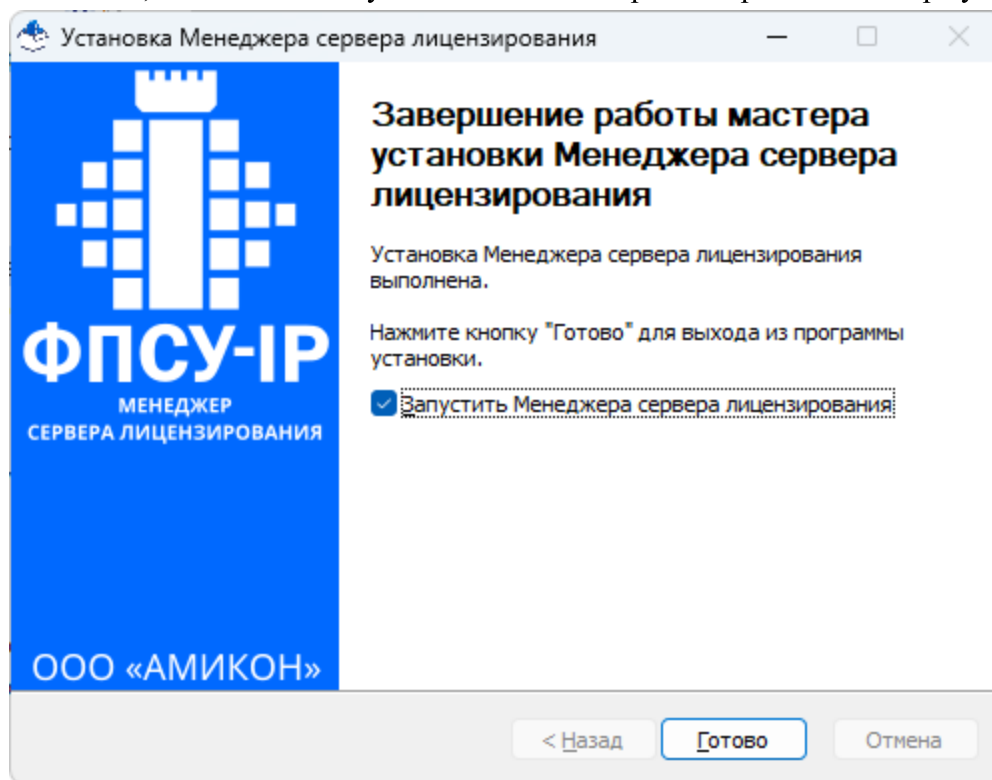 Установка Менеджера сервера лицензирования
Завершение работы мастера
установки Менеджера сервера
лицензирования
Установка Менеджера сервера лицензирования
выполнена.
Нажмите кнопку "Готово" для выхода из программы
установки.
Запустить Менеджера сервера лицензирования
ФПСУ-IP
МЕНЕДЖЕР
СЕРВЕРА ЛИЦЕНЗИРОВАНИЯ
ООО «АМИКОН»
< Назад
Готово
Отмена